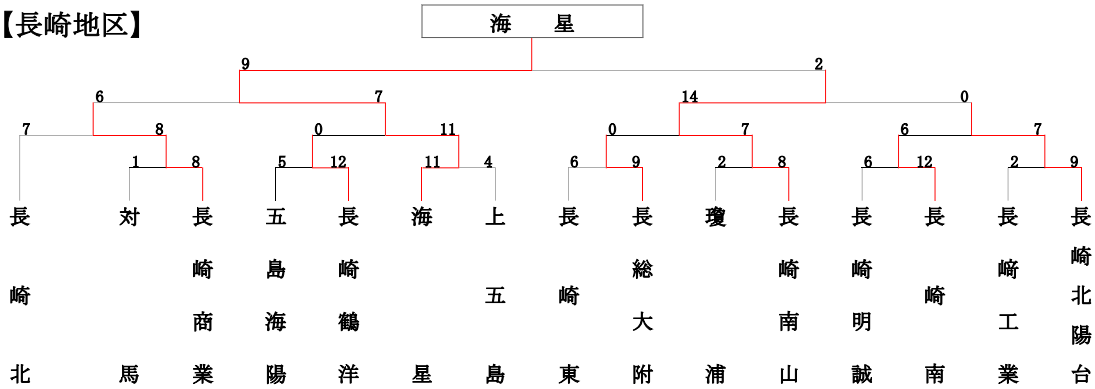 【長崎地区】
海 星
9 2
6 7 14 0
7 8 0 11 0 7 6 7
1 8 5 12 11 4 6 9 2 8 6 12 2 9
長崎北
対馬
長崎商業
五島海陽
長崎鶴洋
海星
上五島
長崎東
長総大附
瓊浦
長崎南山
長崎明誠
長崎南
長﨑工業
長崎北陽台